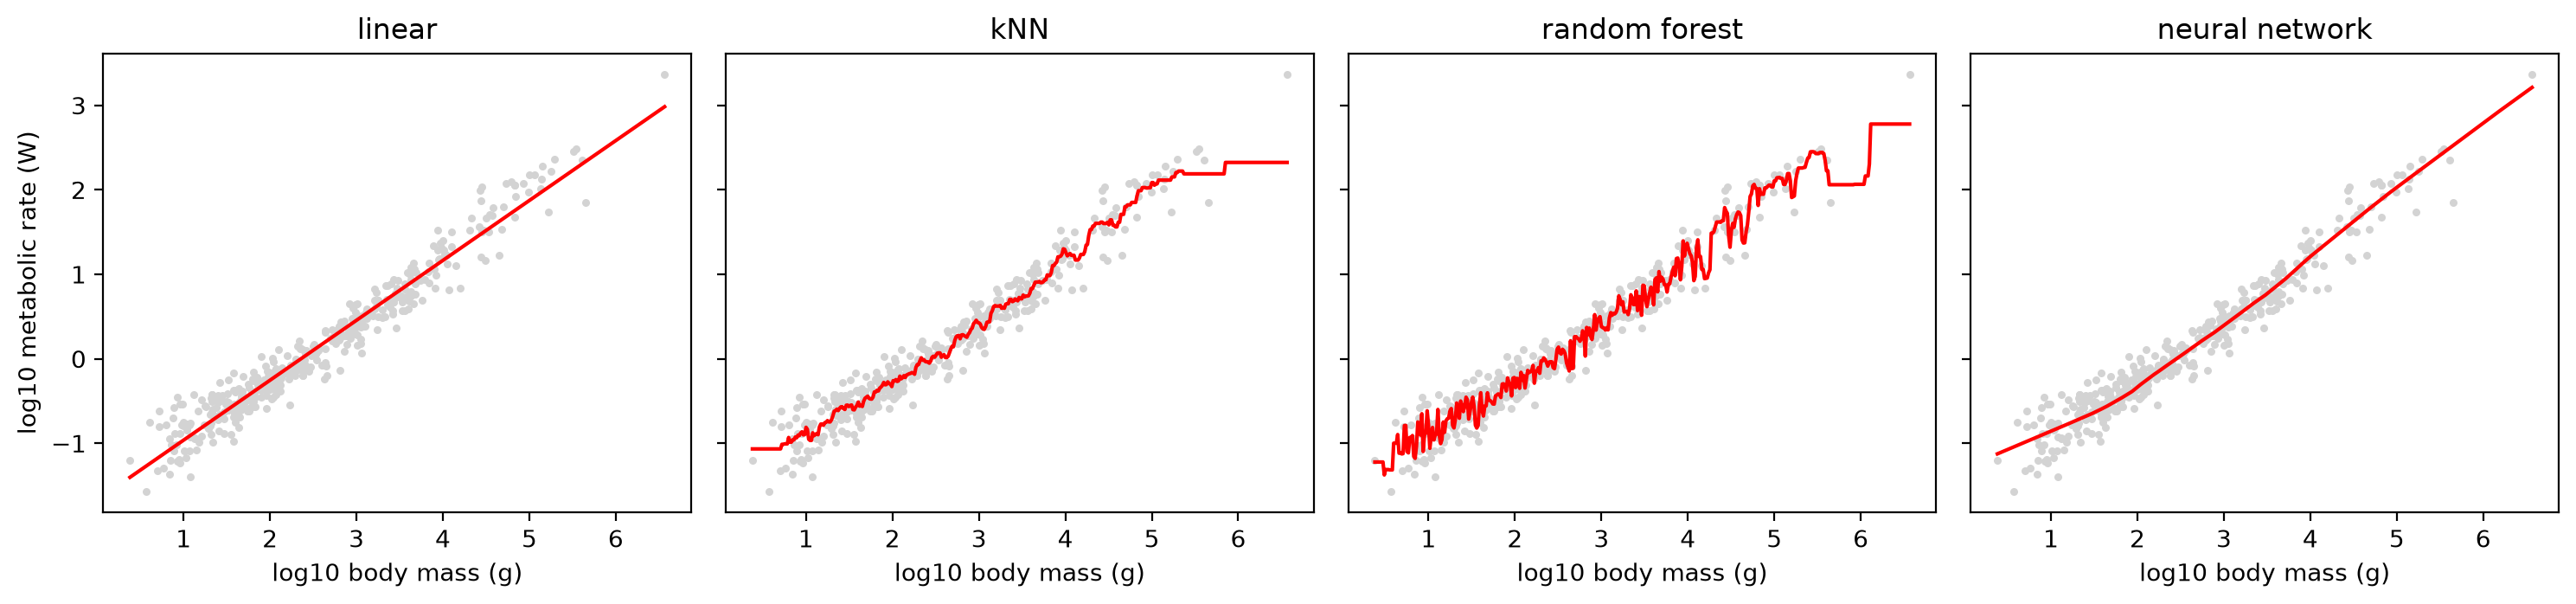 linear
kNN
random forest
neural network
log10 metabolic rate (W)
3
2
1
0
−1
1 2 3 4 5 6
1 2 3 4 5 6
1 2 3 4 5 6
1 2 3 4 5 6
log10 body mass (g)
log10 body mass (g)
log10 body mass (g)
log10 body mass (g)